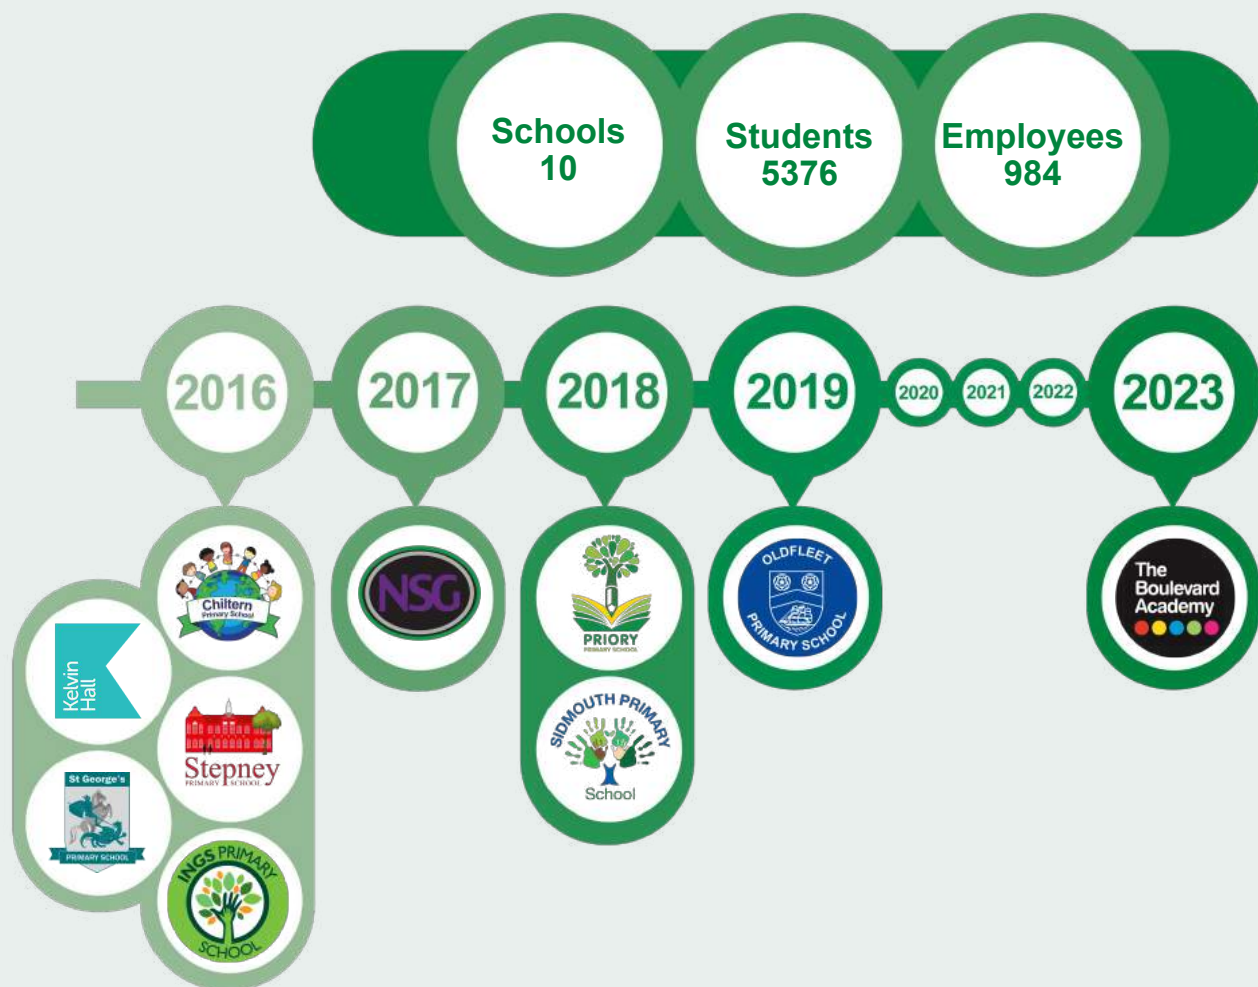 Schools
10
Students
5376
Employees
984
2016
2017
2018
2019
2020
2021
2022
2023
Chiltern
Primary School
Kelvin
Hall
Stepney
PRIMARY SCHOOL
St George's
PRIMARY SCHOOL
INGS PRIMARY
SCHOOL
NSG
PRIORY
PRIMARY SCHOOL
SIDMOUTH PRIMARY
School
OLDFLEET
PRIMARY SCHOOL
The
Boulevard
Academy